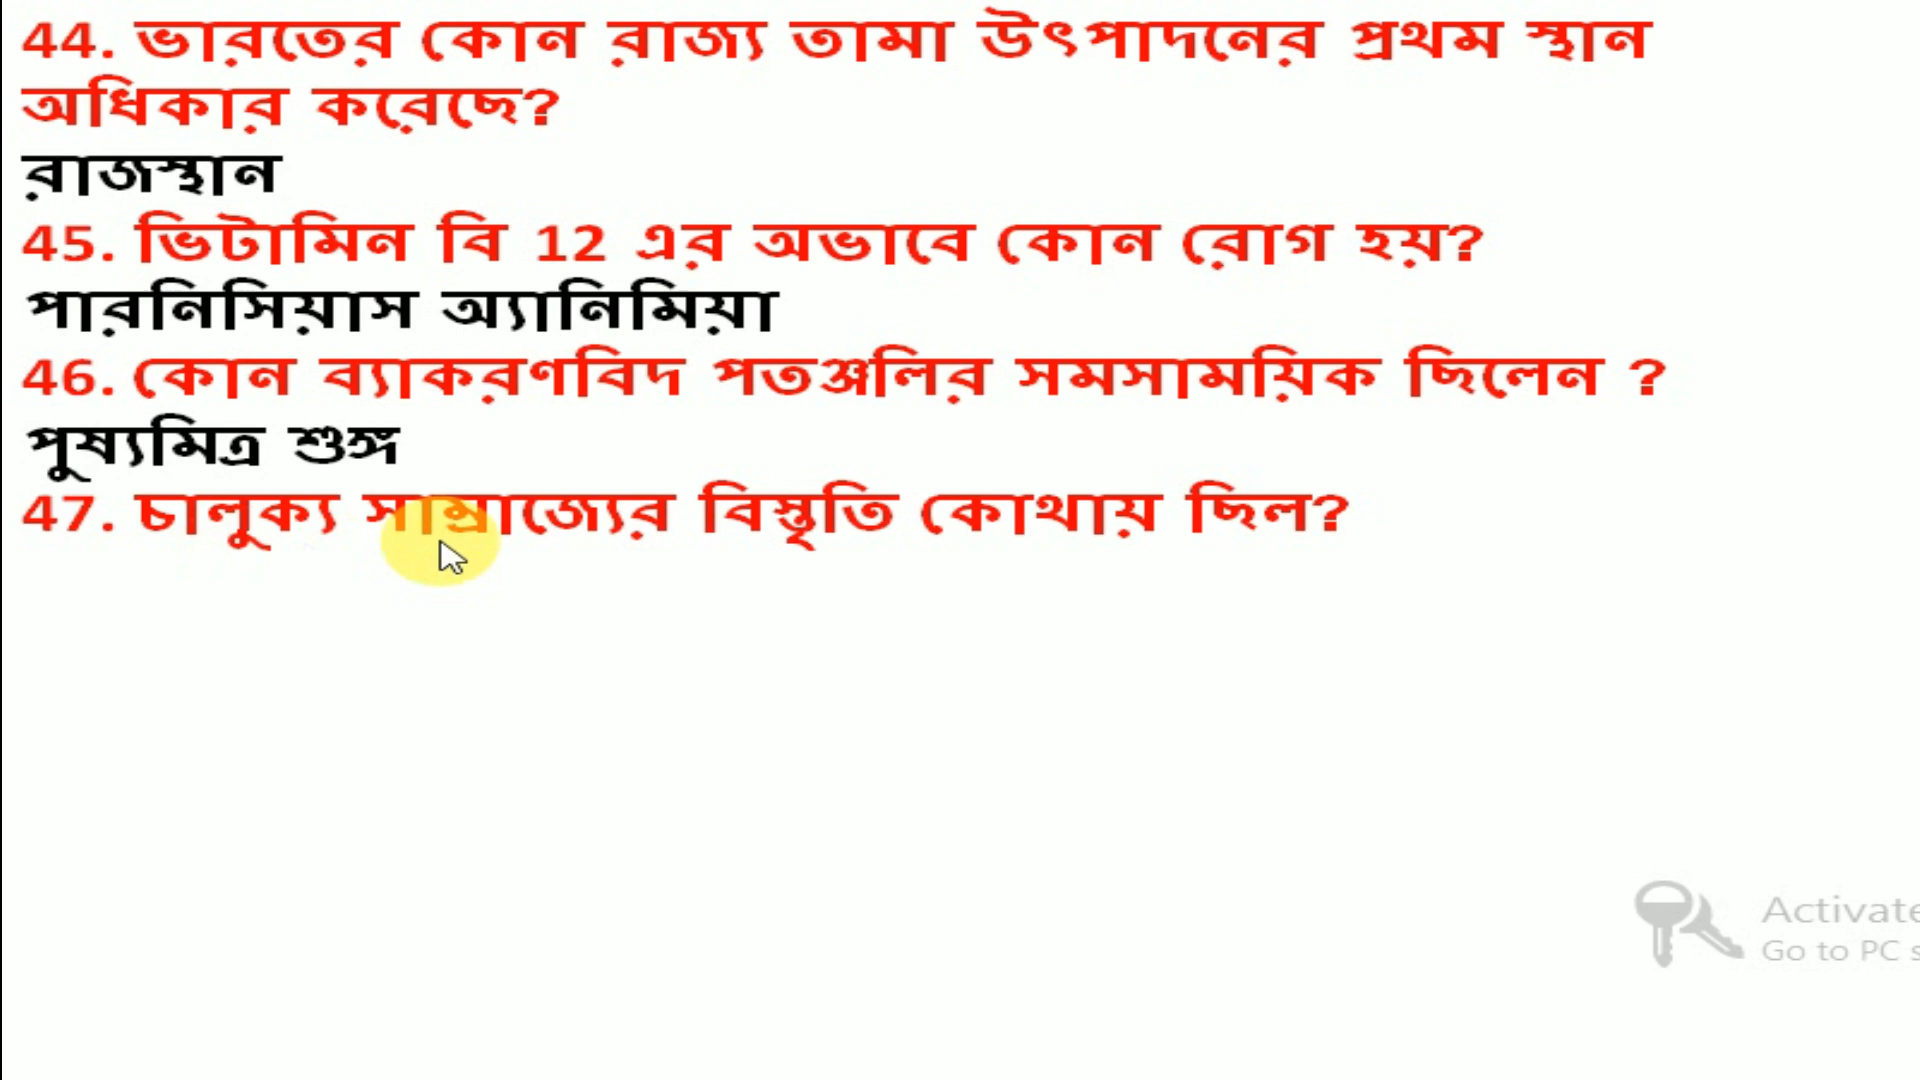 44. ভারতের কোন রাজ্য তামা উৎপাদনের প্রথম স্থান
অধিকার করেছে?
রাজস্থান
45. ভিটামিন বি 12 এর অভাবে কোন রোগ হয়?
পারনিসিয়াস অ্যানিমিয়া
46. কোন ব্যাকরণবিদ পতঞ্জলির সমসাময়িক ছিলেন ?
পুষ্যমিত্র শুঙ্গ
47. চালুক্য সাম্রাজ্যের বিস্তৃতি কোথায় ছিল?
Activate
Go to PC s